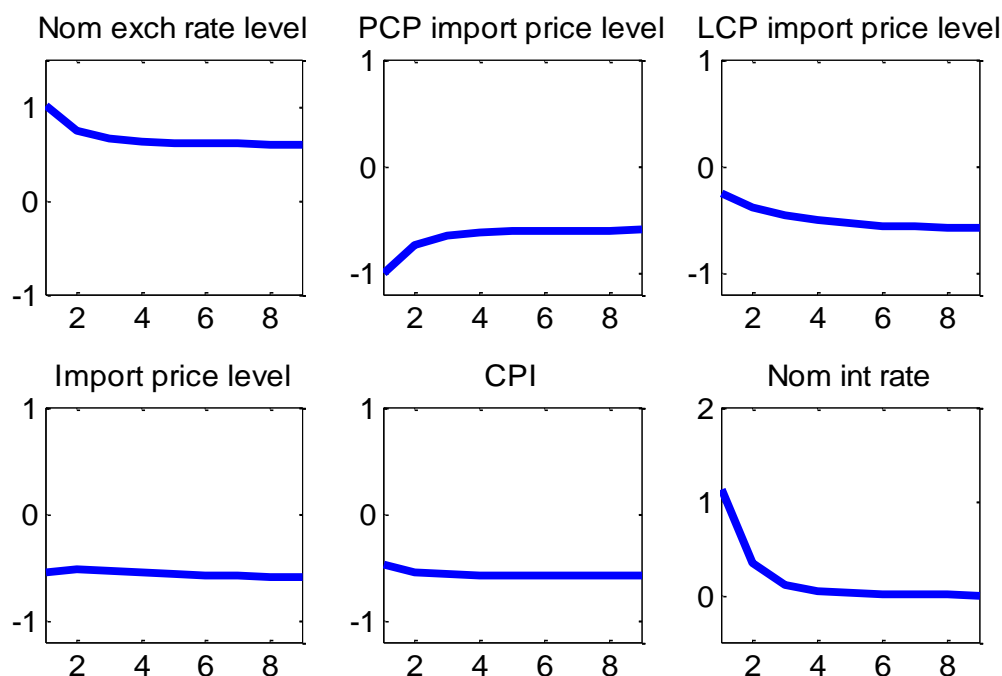 Nom exch rate level
1
0
-1
2 4 6 8
PCP import price level
1
0
-1
2 4 6 8
LCP import price level
1
0
-1
2 4 6 8
Import price level
1
0
-1
2 4 6 8
CPI
1
0
-1
2 4 6 8
Nom int rate
2
1
0
2 4 6 8